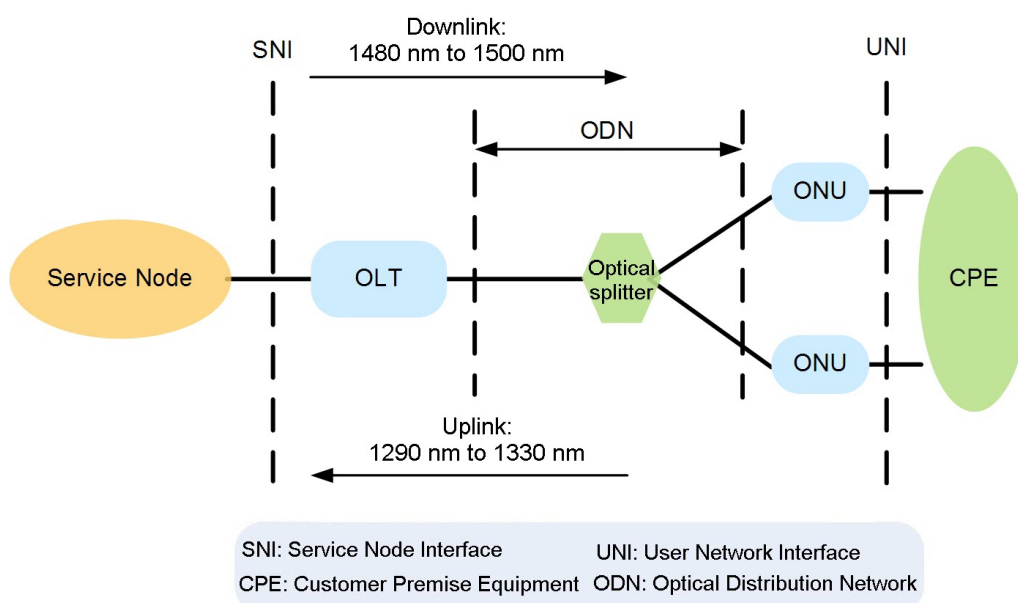 Downlink:
1480 nm to 1500 nm
SNI
UNI
ODN
ONU
Service Node
OLT
Optical
splitter
CPE
ONU
Uplink:
1290 nm to 1330 nm
SNI: Service Node Interface
UNI: User Network Interface
CPE: Customer Premise Equipment
ODN: Optical Distribution Network